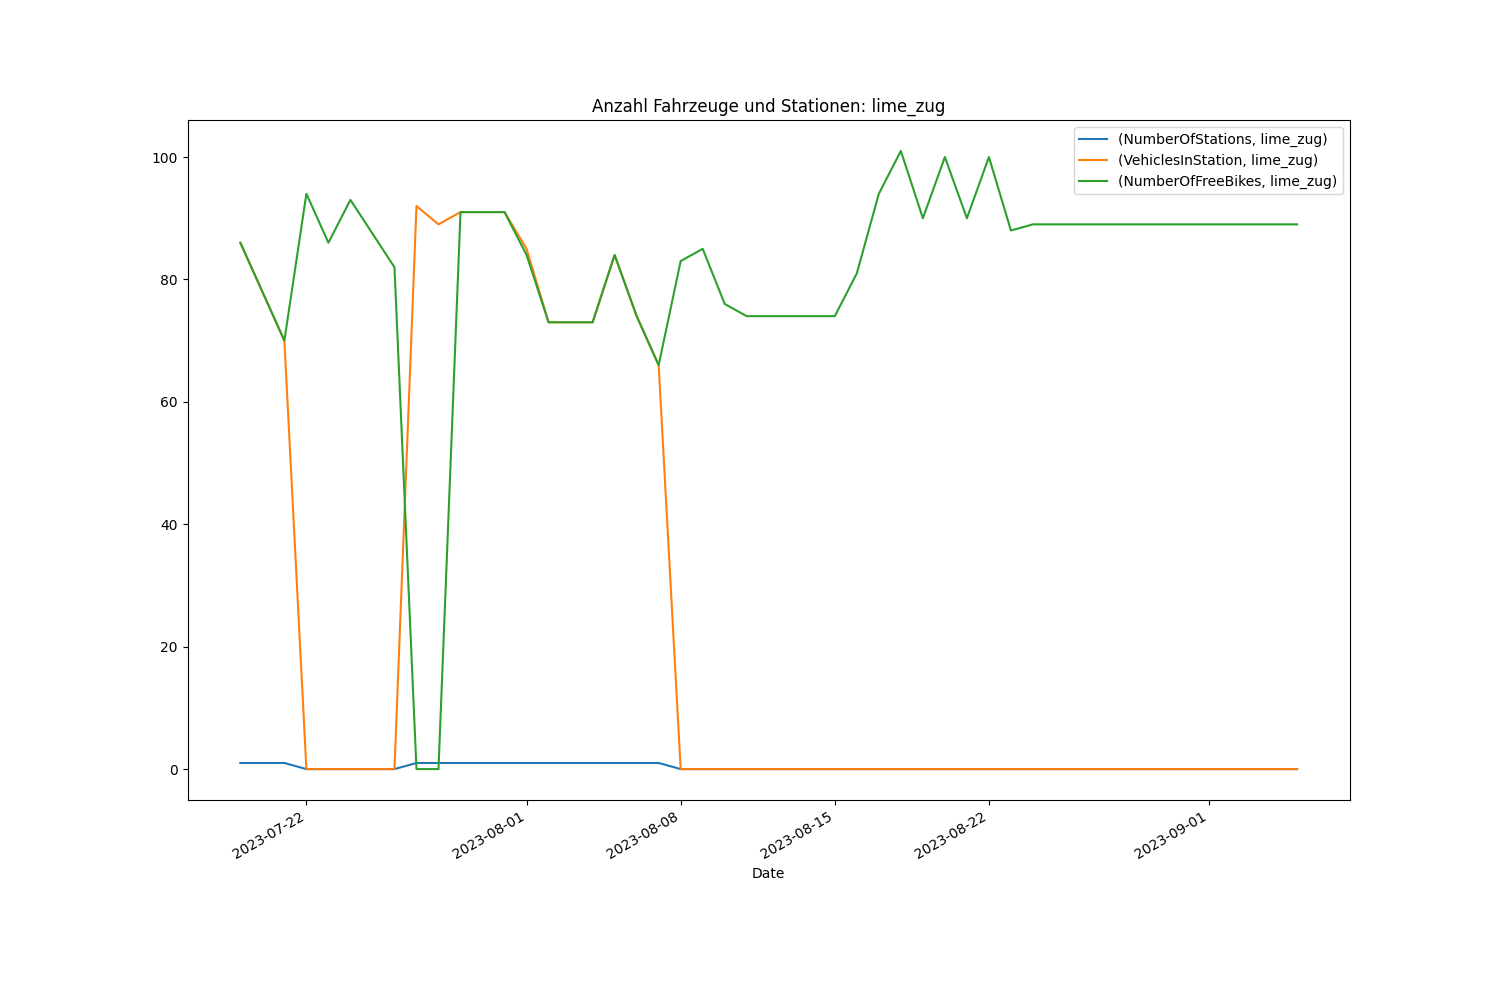 Anzahl Fahrzeuge und Stationen: lime_zug
(NumberOfStations, lime_zug)
(VehiclesInStation, lime_zug)
(NumberOfFreeBikes, lime_zug)
100
80
60
40
20
0
2023-07-22
2023-08-01
2023-08-08
2023-08-15
2023-08-22
2023-09-01
Date